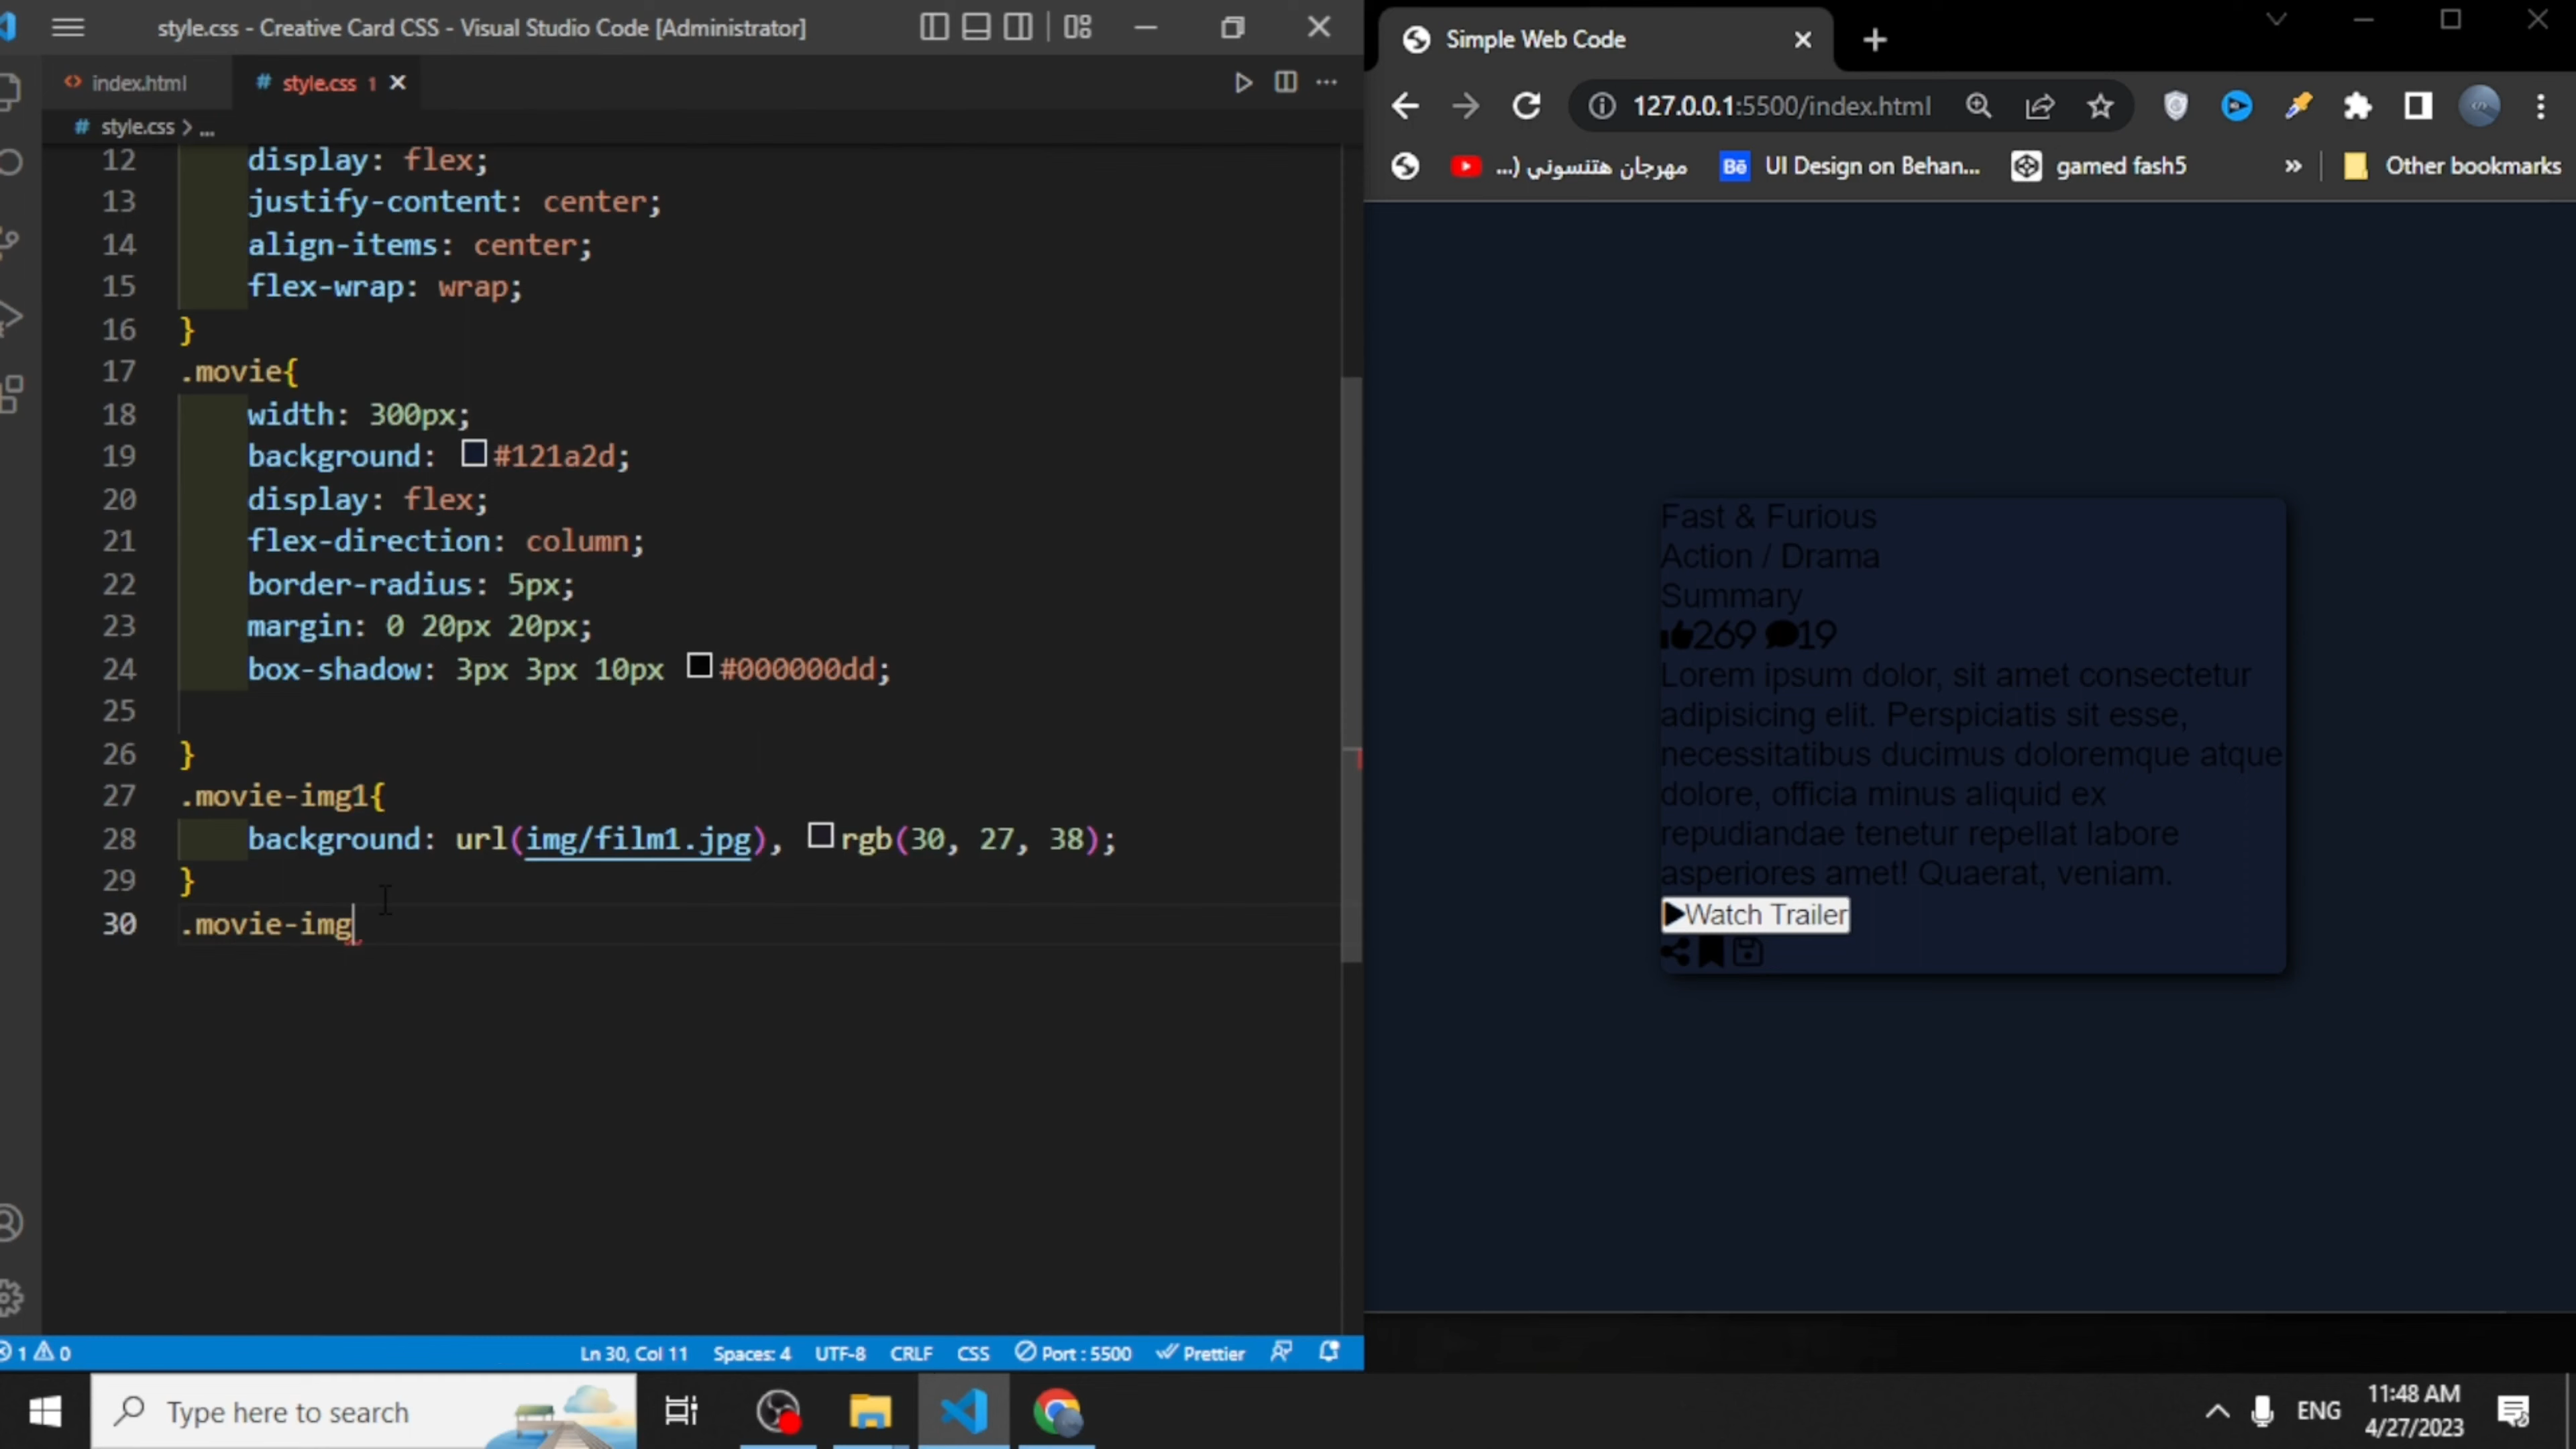 style.css - Creative Card CSS - Visual Studio Code [Administrator]
index.html
# style.css 1
# style.css > ...
12 display: flex;
13 justify-content: center;
14 align-items: center;
15 flex-wrap: wrap;
16 }
17 .movie{
18 width: 300px;
19 background: #121a2d;
20 display: flex;
21 flex-direction: column;
22 border-radius: 5px;
23 margin: 0 20px 20px;
24 box-shadow: 3px 3px 10px #000000dd;
25
26 }
27 .movie-img1{
28 background: url(img/film1.jpg), rgb(30, 27, 38);
29 }
30 .movie-img
1 0 Ln 30, Col 11 Spaces: 4 UTF-8 CRLF CSS Port : 5500 Prettier
Simple Web Code
127.0.0.1:5500/index.html
مهرجان هتنسوني (...
Bē UI Design on Behan...
gamed fash5
» Other bookmarks
Fast & Furious
Action / Drama
Summary
269 19
Lorem ipsum dolor, sit amet consectetur
adipisicing elit. Perspiciatis sit esse,
necessitatibus ducimus doloremque atque
dolore, officia minus aliquid ex
repudiandae tenetur repellat labore
asperiores amet! Quaerat, veniam.
Watch Trailer
Type here to search
ENG
11:48 AM
4/27/2023